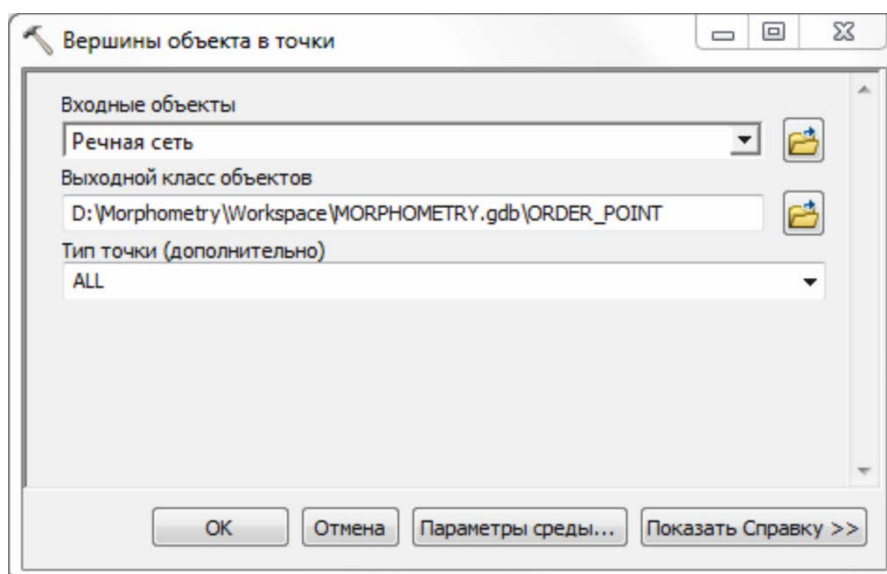 Вершины объекта в точки
Входные объекты
Речная сеть
Выходной класс объектов
D:\Morphometry\Workspace\MORPHOMETRY.gdb\ORDER_POINT
Тип точки (дополнительно)
ALL
OK Отмена Параметры среды... Показать Справку >>